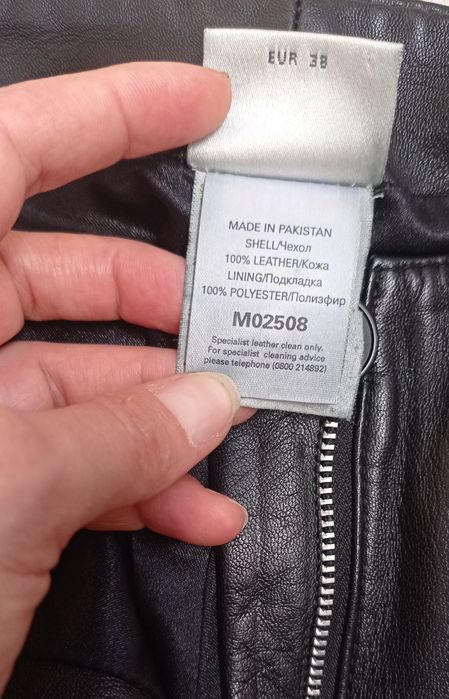 EUR 38
MADE IN PAKISTAN
SHELL/Чехол
100% LEATHER/Кожа
LINING/Подкладка
100% POLYESTER/Полизфир
M02508
Specialist leather clean only.
For specialist cleaning advice
please telephone (0800 214892)